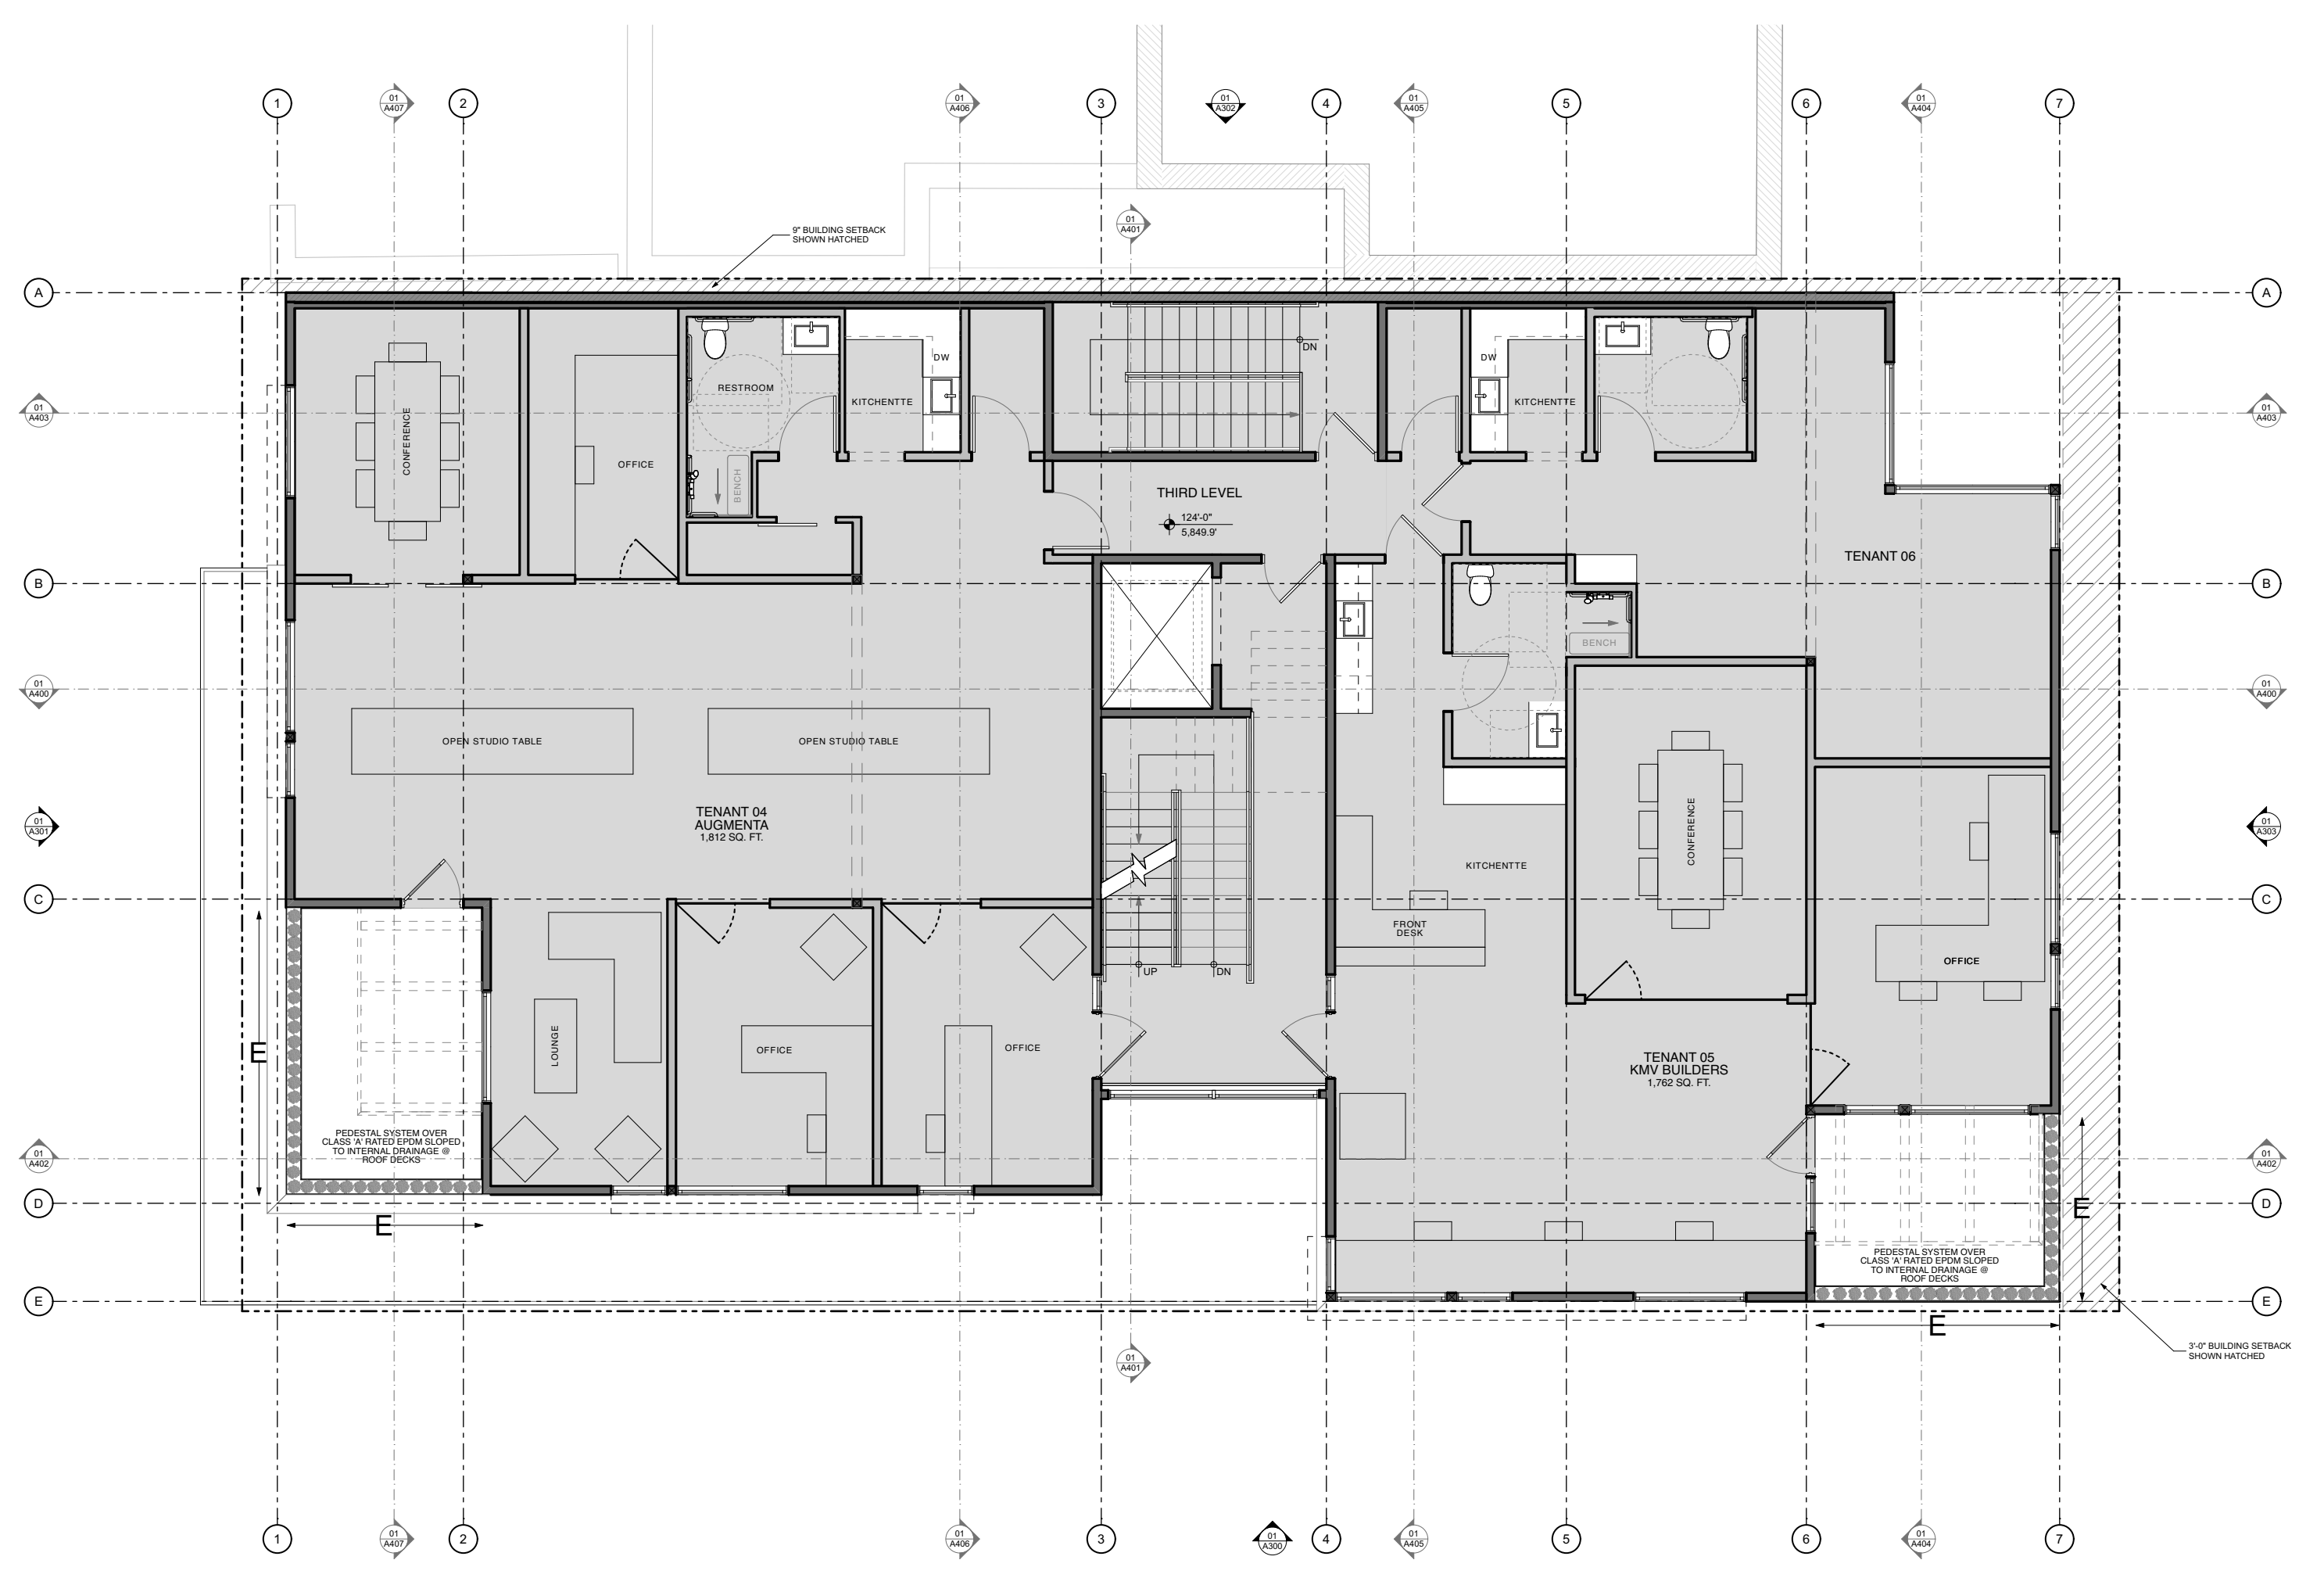 1
01
A407
2
01
A406
3
01
A302
4
01
A405
5
6
01
A404
7
01
A401
9" BUILDING SETBACK
SHOWN HATCHED
A
A
DN
DW
DW
RESTROOM
KITCHENTTE
KITCHENTTE
01
A403
01
A403
CONFERENCE
OFFICE
BENCH
THIRD LEVEL
124'-0"
5,849.9'
TENANT 06
B
B
BENCH
01
A400
01
A400
OPEN STUDIO TABLE
OPEN STUDIO TABLE
TENANT 04
AUGMENTA
1,812 SQ. FT.
01
A301
01
A303
CONFERENCE
KITCHENTTE
C
C
FRONT
DESK
OFFICE
UP
DN
E
LOUNGE
OFFICE
OFFICE
TENANT 05
KMV BUILDERS
1,762 SQ. FT.
PEDESTAL SYSTEM OVER
CLASS 'A' RATED EPDM SLOPED
TO INTERNAL DRAINAGE @
ROOF DECKS
01
A402
01
A402
D
E
D
E
PEDESTAL SYSTEM OVER
CLASS 'A' RATED EPDM SLOPED
TO INTERNAL DRAINAGE @
ROOF DECKS
E
E
E
3'-0" BUILDING SETBACK
SHOWN HATCHED
01
A401
1
01
A407
2
01
A406
3
01
A300
4
01
A405
5
6
01
A404
7